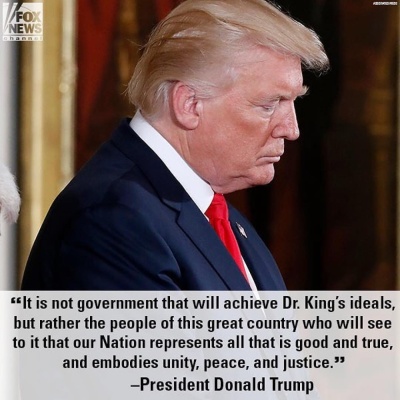 FOX
NEWS
channel
“It is not government that will achieve Dr. King’s ideals,
but rather the people of this great country who will see
to it that our Nation represents all that is good and true,
and embodies unity, peace, and justice.”
–President Donald Trump